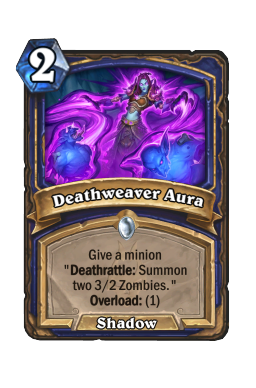 2
Deathweaver Aura
Give a minion
"Deathrattle: Summon
two 3/2 Zombies."
Overload: (1)
Shadow